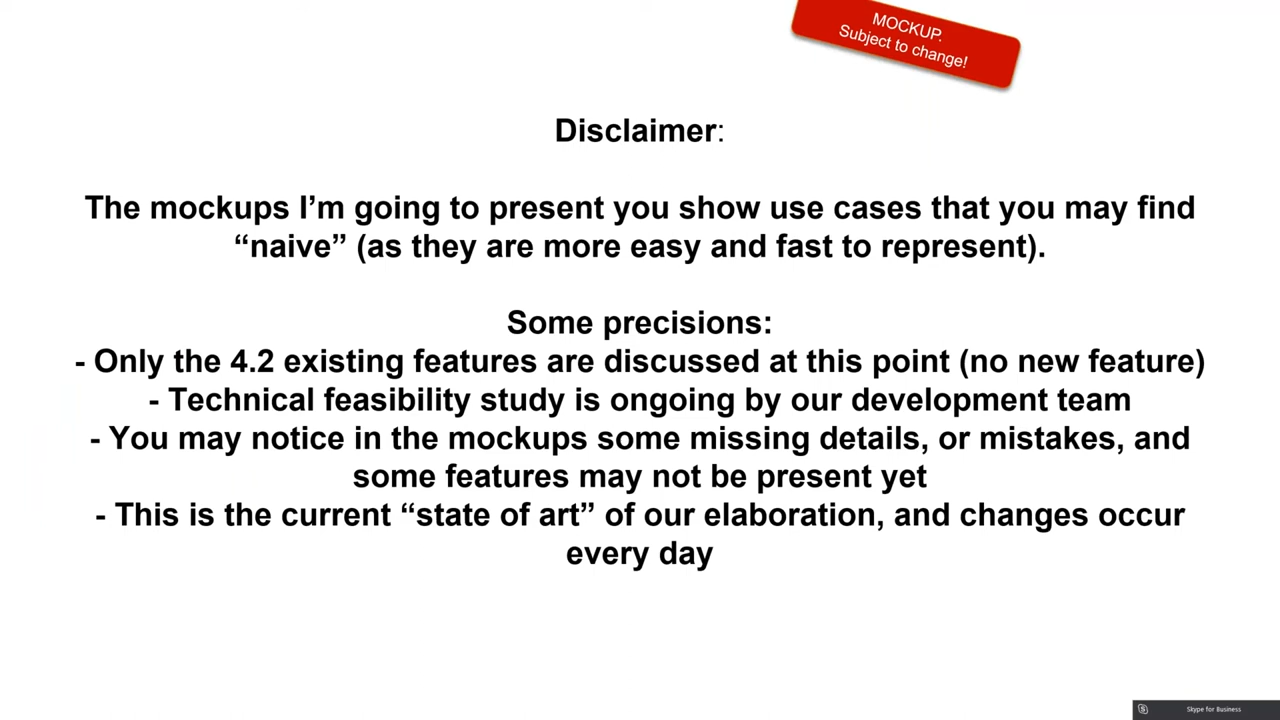 MOCKUP.
Subject to change!
Disclaimer:
The mockups I’m going to present you show use cases that you may find
“naive” (as they are more easy and fast to represent).
Some precisions:
- Only the 4.2 existing features are discussed at this point (no new feature)
- Technical feasibility study is ongoing by our development team
- You may notice in the mockups some missing details, or mistakes, and
some features may not be present yet
- This is the current “state of art” of our elaboration, and changes occur
every day
Skype for Business